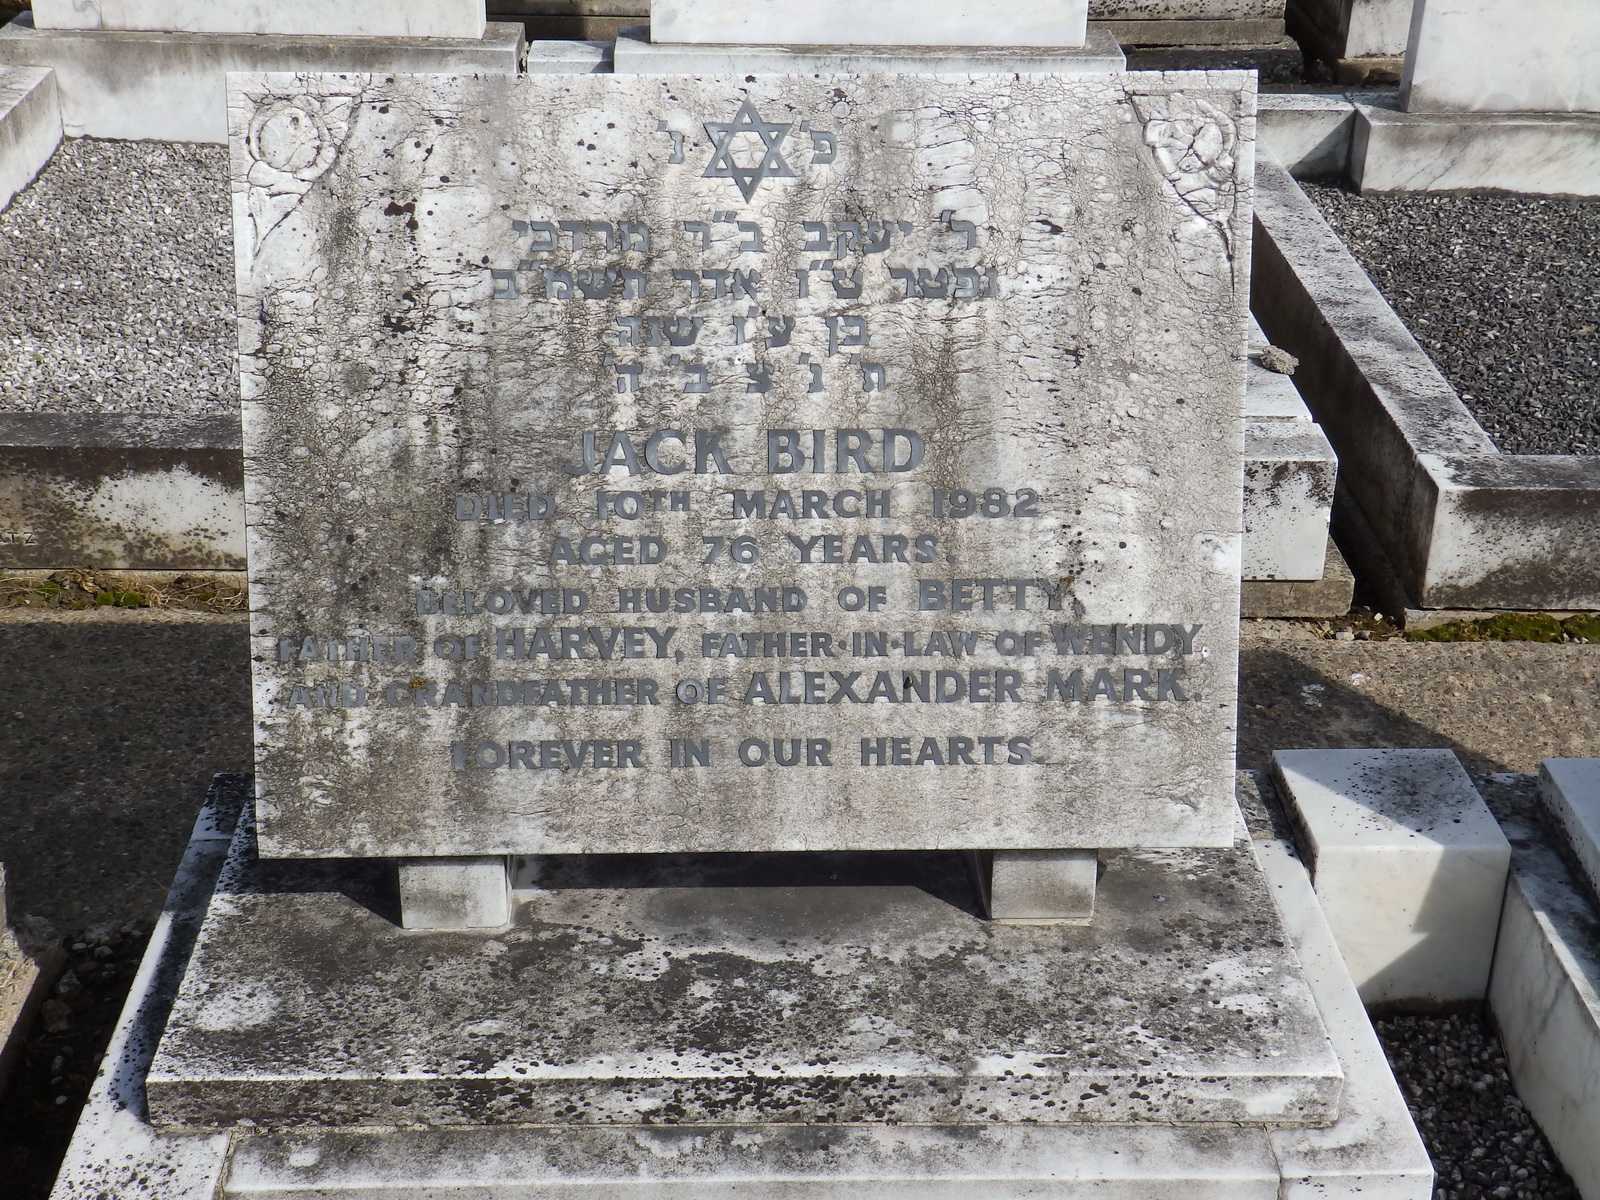 פ' נ'
ל' יעקב ב"ר מרדכי
נפטר ט"ו אדר תשמ"ב
בן ע"ו שנה
ת' נ' צ' ב' ה'
JACK BIRD
DIED 10TH MARCH 1982
AGED 76 YEARS
BELOVED HUSBAND OF BETTY,
FATHER OF HARVEY, FATHER·IN·LAW OF WENDY,
AND GRANDFATHER OF ALEXANDER MARK.
FOREVER IN OUR HEARTS